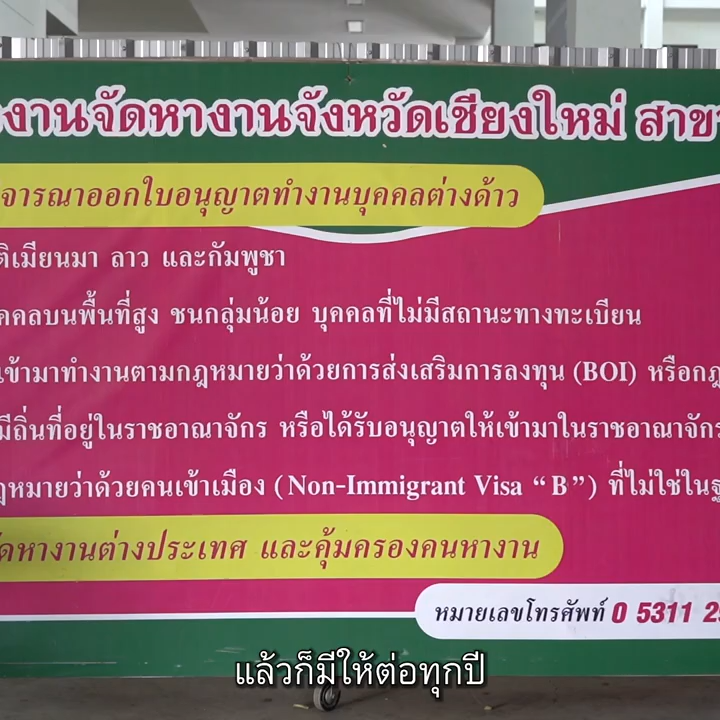 งานจัดหางานจังหวัดเชียงใหม่ สาขา
จารณาออกใบอนุญาตทำงานบุคคลต่างด้าว
ติเมียนมา ลาว และกัมพูชา
คคลบนพื้นที่สูง ชนกลุ่มน้อย บุคคลที่ไม่มีสถานะทางทะเบียน
เข้ามาทำงานตามกฎหมายว่าด้วยการส่งเสริมการลงทุน (BOI) หรือกฎ
มีถิ่นที่อยู่ในราชอาณาจักร หรือได้รับอนุญาตให้เข้ามาในราชอาณาจักร
ฎหมายว่าด้วยคนเข้าเมือง (Non-Immigrant Visa “B”) ที่ไม่ใช่ในฐ
ัดหางานต่างประเทศ และคุ้มครองคนหางาน
หมายเลขโทรศัพท์ 0 5311 2
แล้วก็มีให้ต่อทุกปี